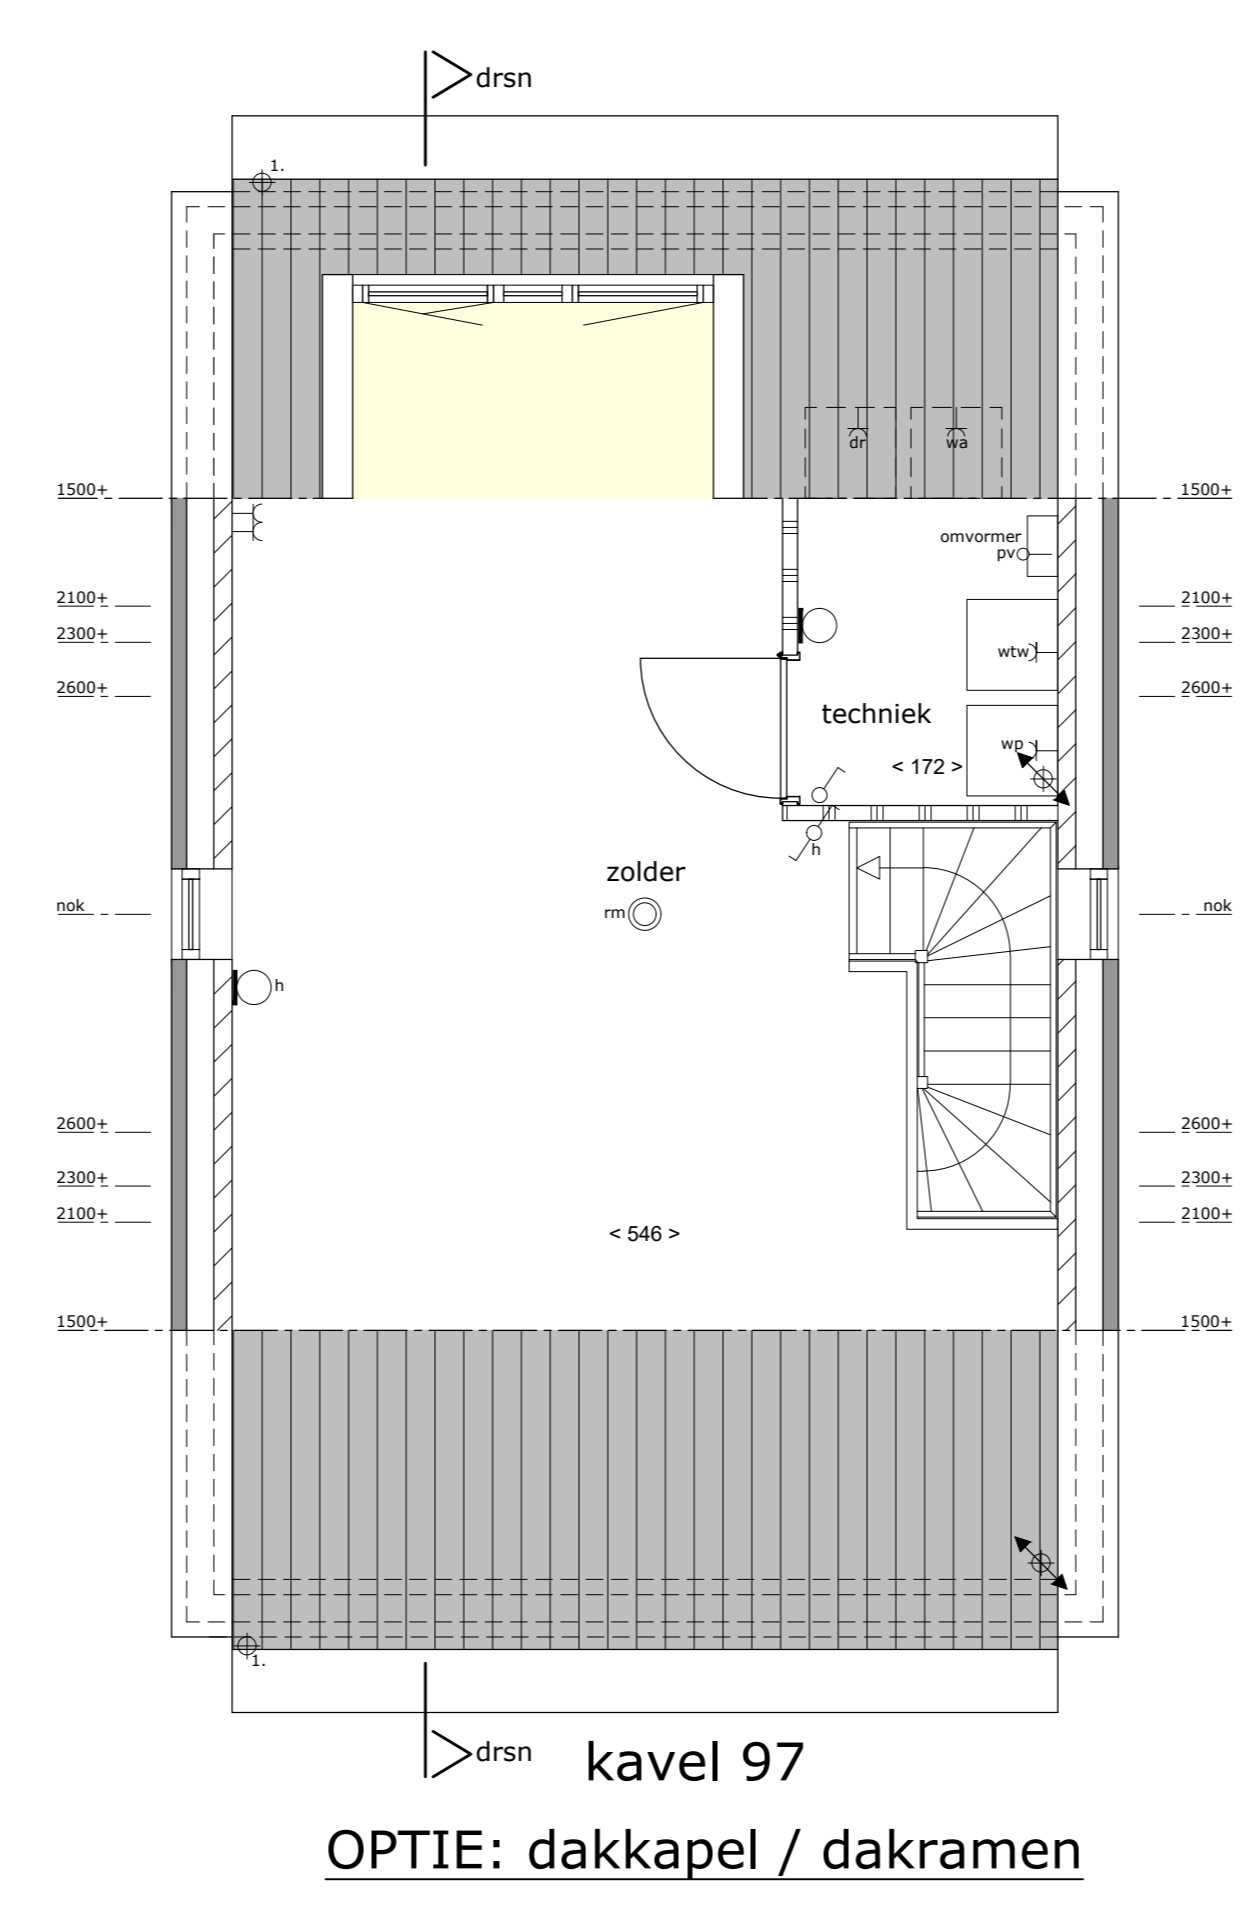 drsn
1.
dr wa
1500+ 1500+
omvormer
pv
2100+ 2100+
2300+ 2300+
wtw
2600+ 2600+
techniek
wp
< 172 >
h
zolder
nok rm nok
h
2600+ 2600+
2300+ 2300+
2100+ 2100+
< 546 >
1500+ 1500+
1.
drsn
kavel 97
OPTIE: dakkapel / dakramen